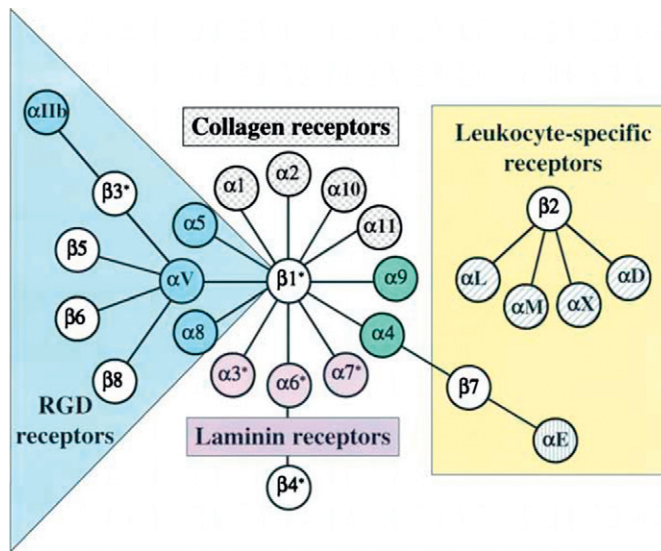 αIIb
Collagen receptors
Leukocyte-specific
receptors
β3*
α1
α2
α10
α11
β2
β5
α5
αV
β1*
α9
αL
αM
αX
αD
β6
α8
α4
β8
α3*
α6*
α7*
β7
RGD
receptors
Laminin receptors
αE
β4*